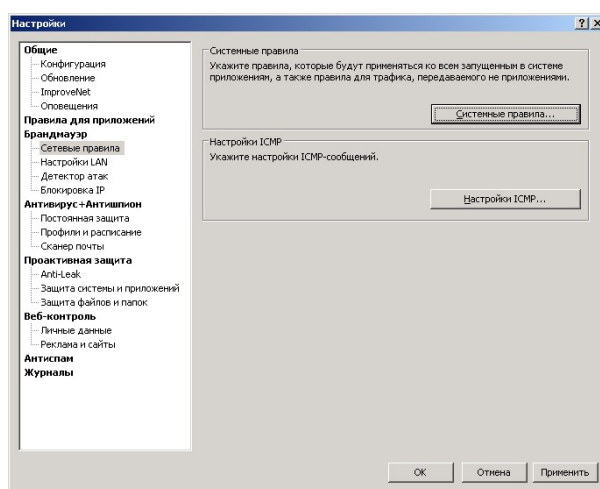 Настройки
Общие
Конфигурация
Обновление
ImproveNet
Оповещения
Правила для приложений
Брандмауэр
Сетевые правила
Настройки LAN
Детектор атак
Блокировка IP
Антивирус+Антишпион
Постоянная защита
Профили и расписание
Сканер почты
Проактивная защита
Anti-Leak
Защита системы и приложений
Защита файлов и папок
Веб-контроль
Личные данные
Реклама и сайты
Антиспам
Журналы
Системные правила
Укажите правила, которые будут применяться ко всем запущенным в системе
приложениям, а также правила для трафика, передаваемого не приложениями.
Системные правила...
Настройки ICMP
Укажите настройки ICMP-сообщений.
Настройки ICMP...
OK
Отмена
Применить